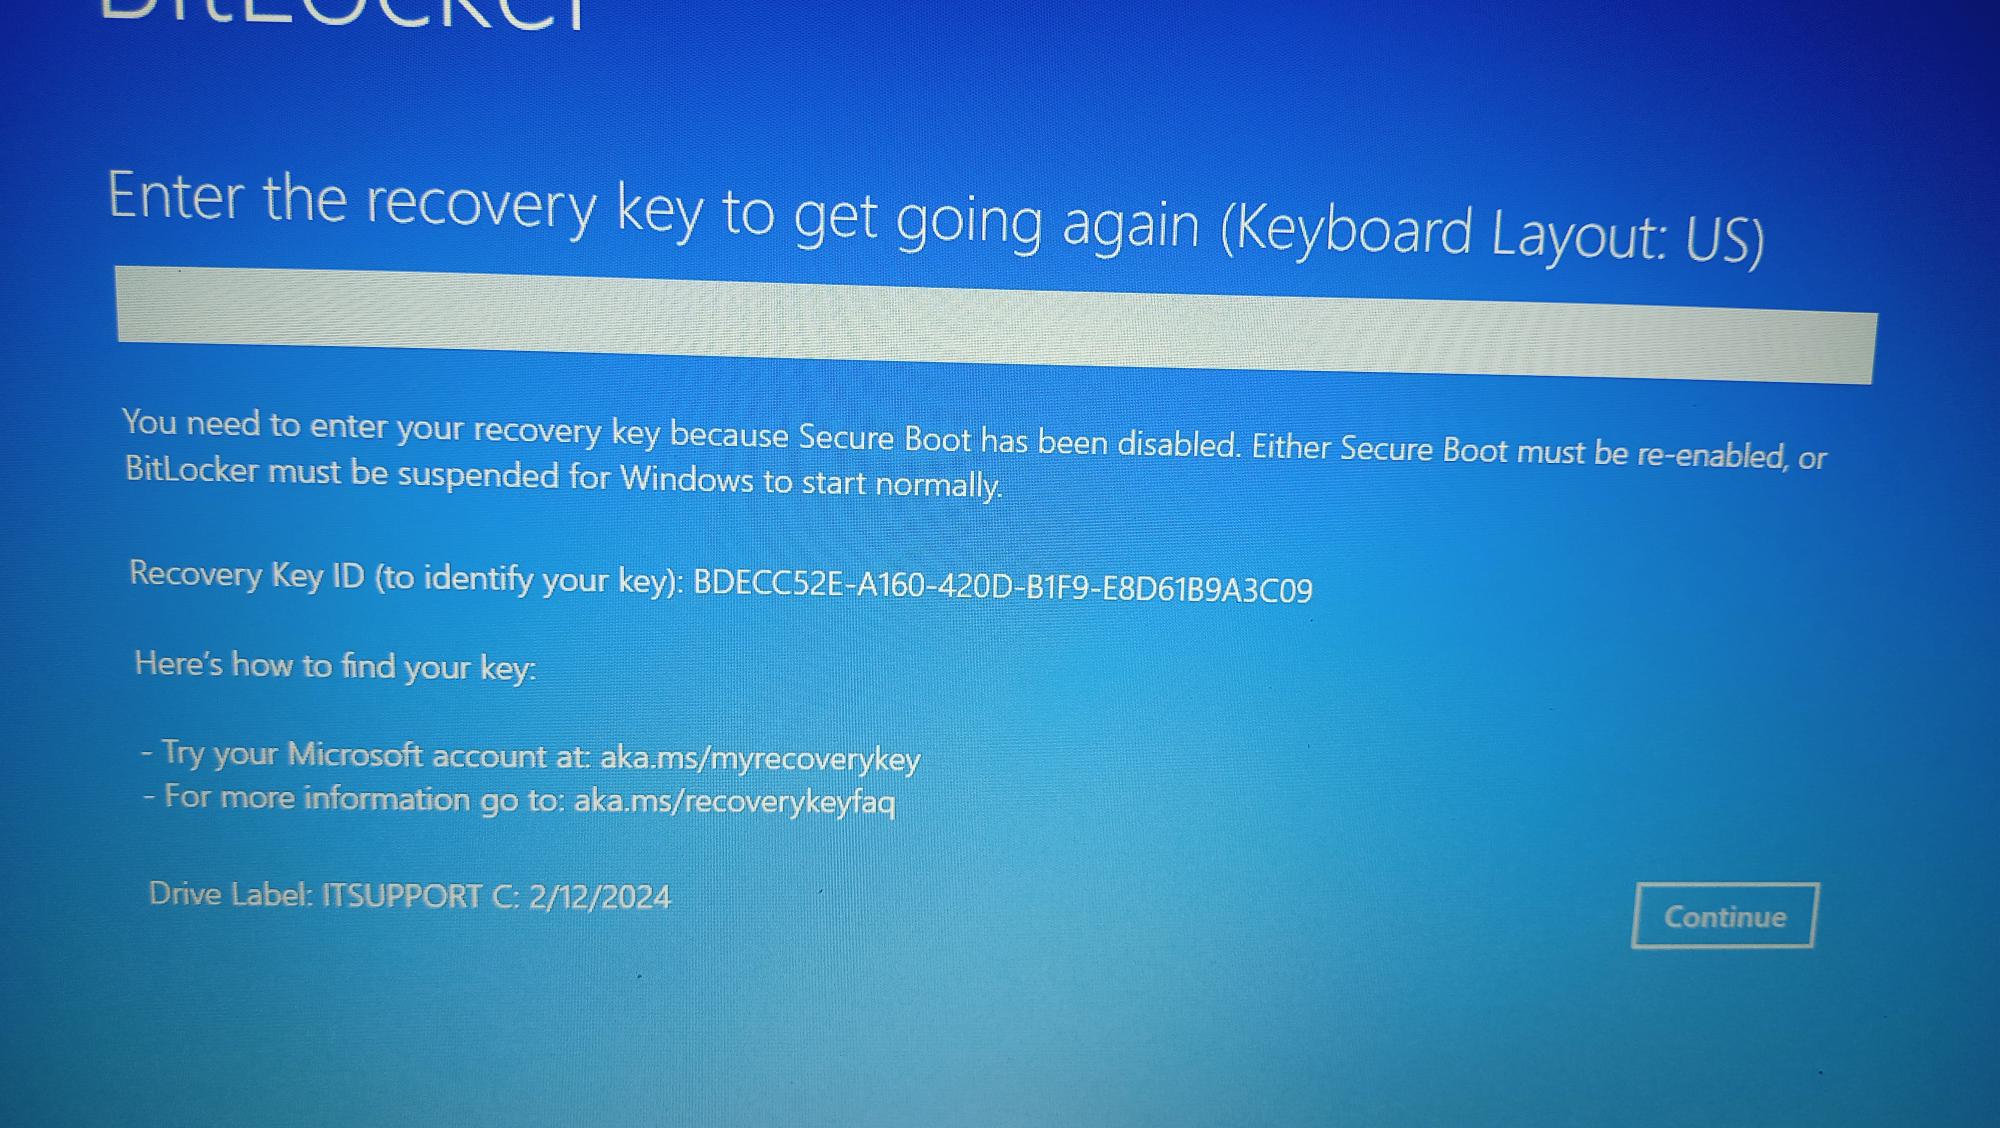 BitLocker
Enter the recovery key to get going again (Keyboard Layout: US)
You need to enter your recovery key because Secure Boot has been disabled. Either Secure Boot must be re-enabled, or
BitLocker must be suspended for Windows to start normally.
Recovery Key ID (to identify your key): BDECC52E-A160-420D-B1F9-E8D61B9A3C09
Here's how to find your key:
- Try your Microsoft account at: aka.ms/myrecoverykey
- For more information go to: aka.ms/recoverykeyfaq
Drive Label: ITSUPPORT C: 2/12/2024
Continue